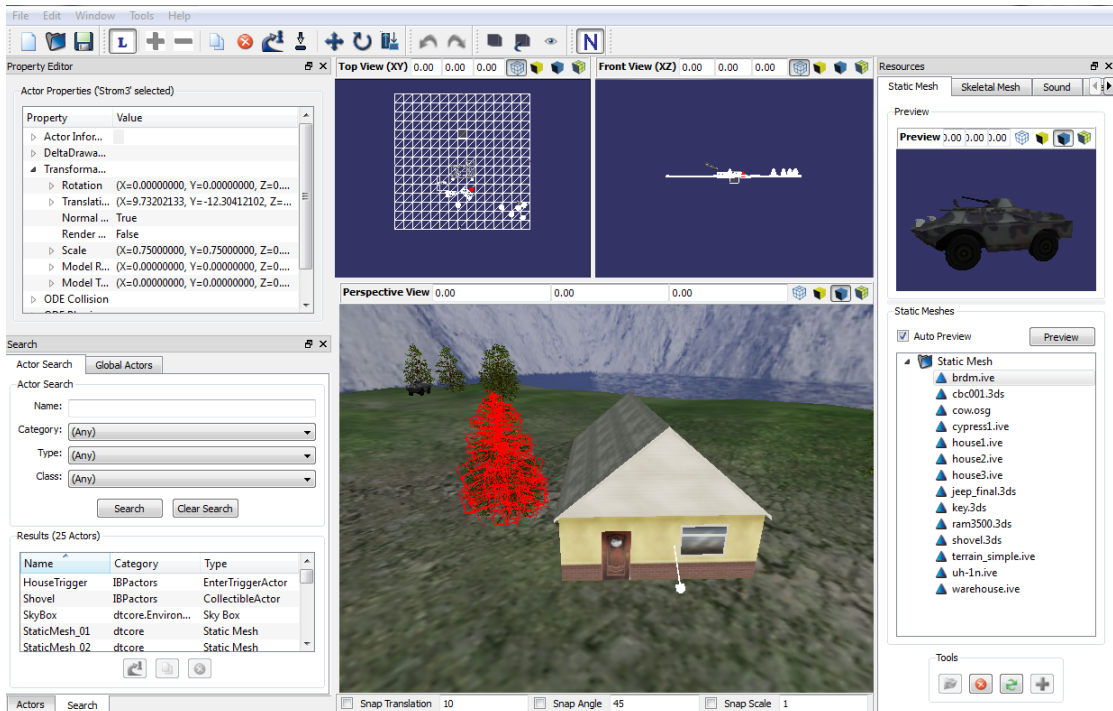 File Edit Window Tools Help
L N
Property Editor
Actor Properties ('Strom3' selected)
Property Value
Actor Infor...
DeltaDrawa...
Transforma...
Rotation (X=0.00000000, Y=0.00000000, Z=0....
Translati... (X=9.73202133, Y=-12.30412102, Z=...
Normal ... True
Render ... False
Scale (X=0.75000000, Y=0.75000000, Z=0....
Model R... (X=0.00000000, Y=0.00000000, Z=0....
Model T... (X=0.00000000, Y=0.00000000, Z=0....
ODE Collision
Search
Actor Search Global Actors
Actor Search
Name:
Category: (Any)
Type: (Any)
Class: (Any)
Search Clear Search
Results (25 Actors)
Name Category Type
HouseTrigger IBPactors EnterTriggerActor
Shovel IBPactors CollectibleActor
SkyBox dtcore.Environ... Sky Box
StaticMesh_01 dtcore Static Mesh
StaticMesh_02 dtcore Static Mesh
Actors Search
Top View (XY) 0.00 0.00 0.00
Front View (XZ) 0.00 0.00 0.00
Perspective View 0.00 0.00 0.00
Snap Translation 10 Snap Angle 45 Snap Scale 1
Resources
Static Mesh Skeletal Mesh Sound
Preview
Preview 0.00 0.00 0.00
Static Meshes
Auto Preview Preview
Static Mesh
brdm.ive
cbc001.3ds
cow.osg
cypress1.ive
house1.ive
house2.ive
house3.ive
jeep_final.3ds
key.3ds
ram3500.3ds
shovel.3ds
terrain_simple.ive
uh-1n.ive
warehouse.ive
Tools